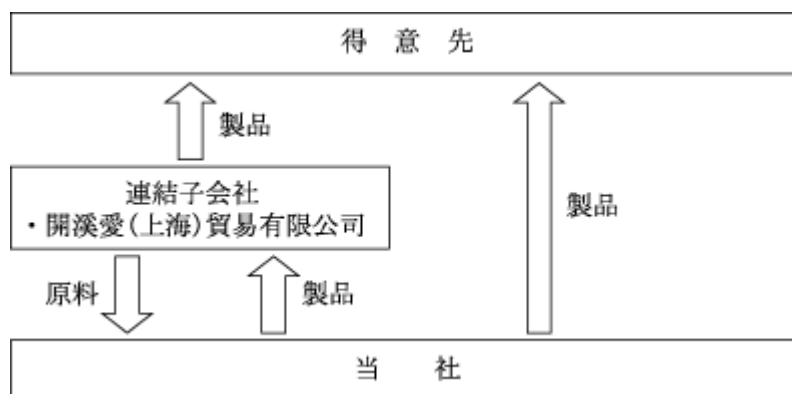 得 意 先
製品
連結子会社
・開溪愛(上海)貿易有限公司
製品
原料
製品
当 社